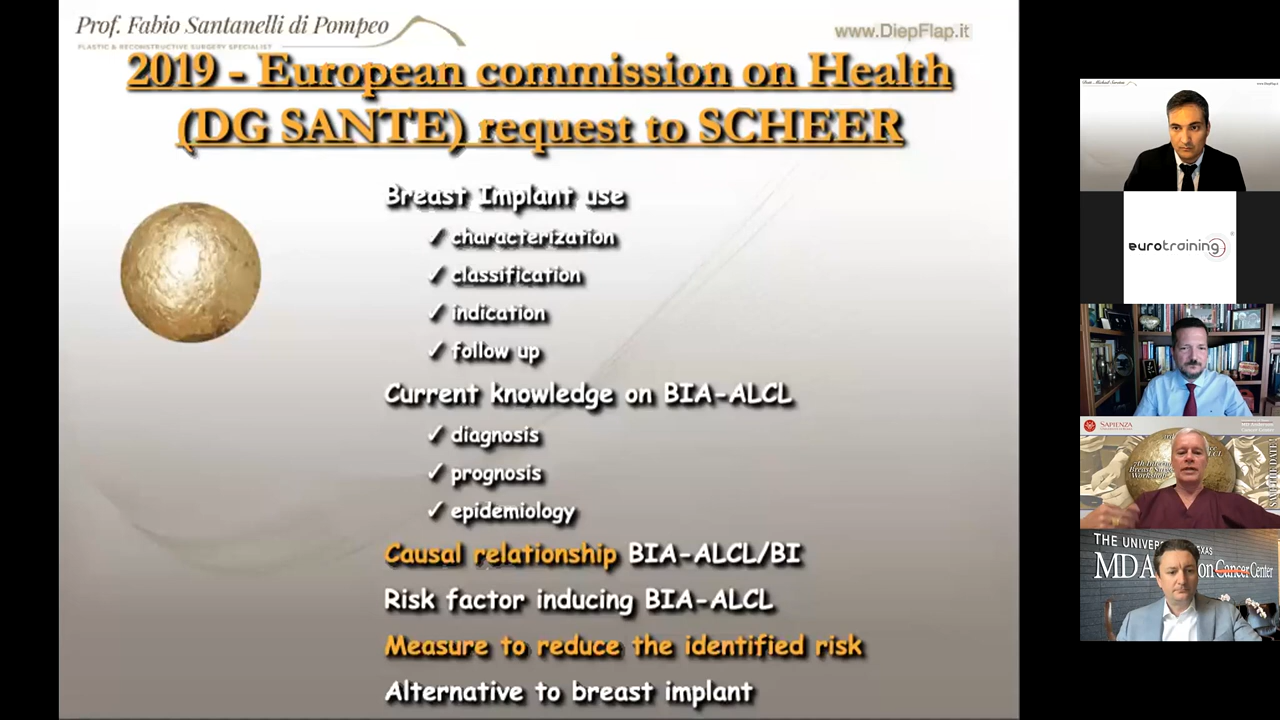 Prof. Fabio Santanelli di Pompeo
PLASTIC & RECONSTRUCTIVE SURGERY SPECIALIST
www.DiepFlap.it
2019 - European commission on Health
(DG SANTE) request to SCHEER
Breast Implant use
✓ characterization
✓ classification
✓ indication
✓ follow up
Current knowledge on BIA-ALCL
✓ diagnosis
✓ prognosis
✓ epidemiology
Causal relationship BIA-ALCL/BI
Risk factor inducing BIA-ALCL
Measure to reduce the identified risk
Alternative to breast implant
eurotraining
SAPIENZA
THE UNIVER TEXAS
MD A on Cancer Center